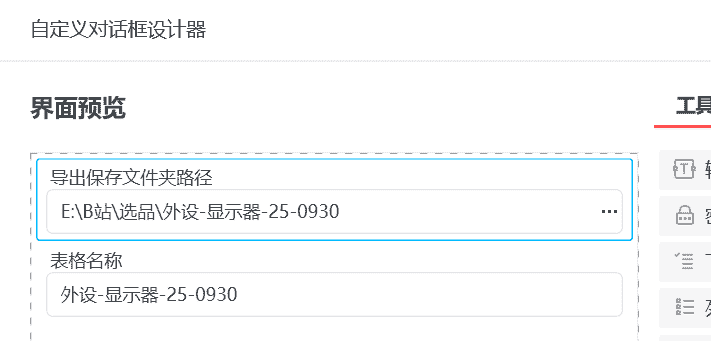 自定义对话框设计器
界面预览
工具
导出保存文件夹路径
E:\B站\选品\外设-显示器-25-0930
表格名称
外设-显示器-25-0930